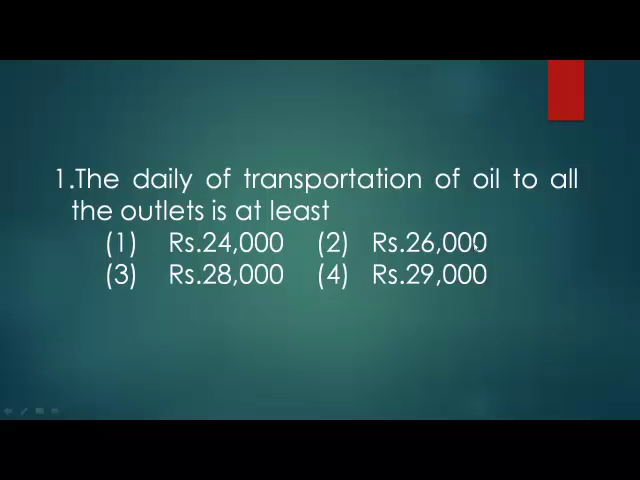 1.The daily of transportation of oil to all
the outlets is at least
(1) Rs.24,000 (2) Rs.26,000
(3) Rs.28,000 (4) Rs.29,000